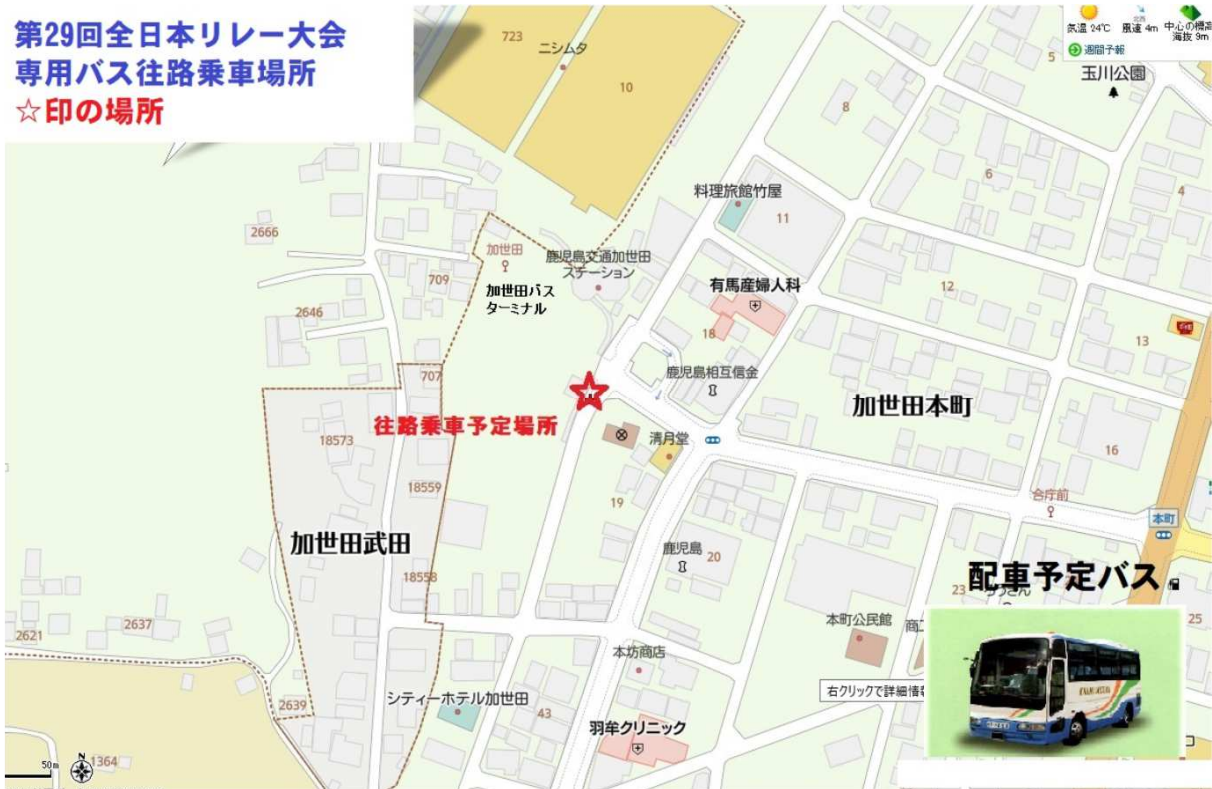 第29回全日本リレー大会
専用バス往路乗車場所
☆印の場所
気温 24℃
北西
風速 4m
中心の標高
海抜 9m
週間予報
723
ニシムタ
10
5
玉川公園
8
6
4
料理旅館竹屋
11
2666
加世田
709
鹿児島交通加世田
ステーション
加世田バス
ターミナル
有馬産婦人科
12
2646
18
13
鹿児島相互信金
707
加世田本町
往路乗車予定場所
18573
清月堂
16
18559
19
合庁前
本町
加世田武田
鹿児島
20
18558
配車予定バス
23
25
2621
2637
本町公民館
本坊商店
右クリックで詳細情報
2639
シティーホテル加世田
43
羽牟クリニック
50m
N
1364